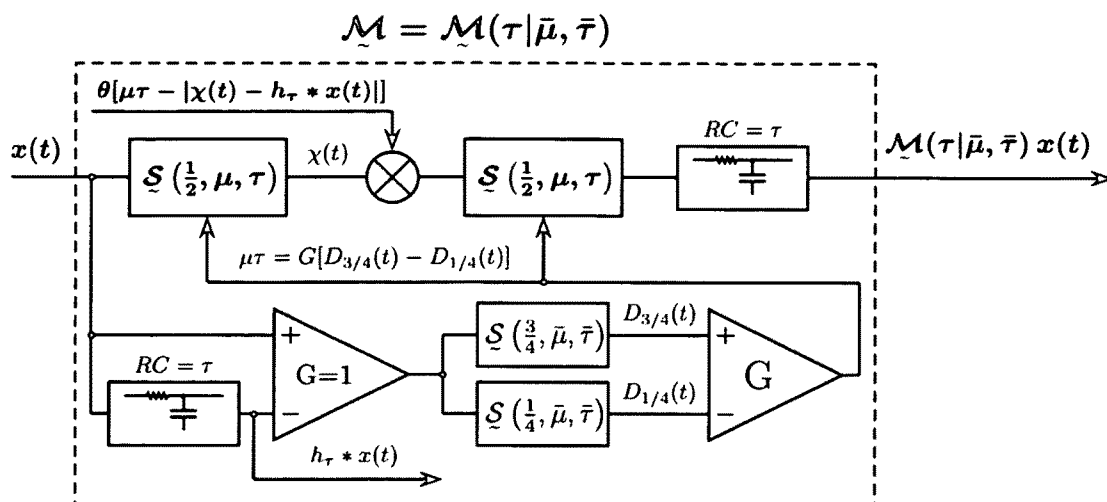 𝓜̰ = 𝓜̰(τ|μ̄, τ̄)
θ[μτ − |χ(t) − h_τ * x(t)|]
x(t)
𝓢̰ (1/2, μ, τ)
χ(t)
𝓢̰ (1/2, μ, τ)
RC = τ
𝓜̰(τ|μ̄, τ̄) x(t)
μτ = G[D_{3/4}(t) − D_{1/4}(t)]
+
−
G=1
RC = τ
h_τ * x(t)
𝓢̰ (3/4, μ̄, τ̄)
D_{3/4}(t)
𝓢̰ (1/4, μ̄, τ̄)
D_{1/4}(t)
+
−
G